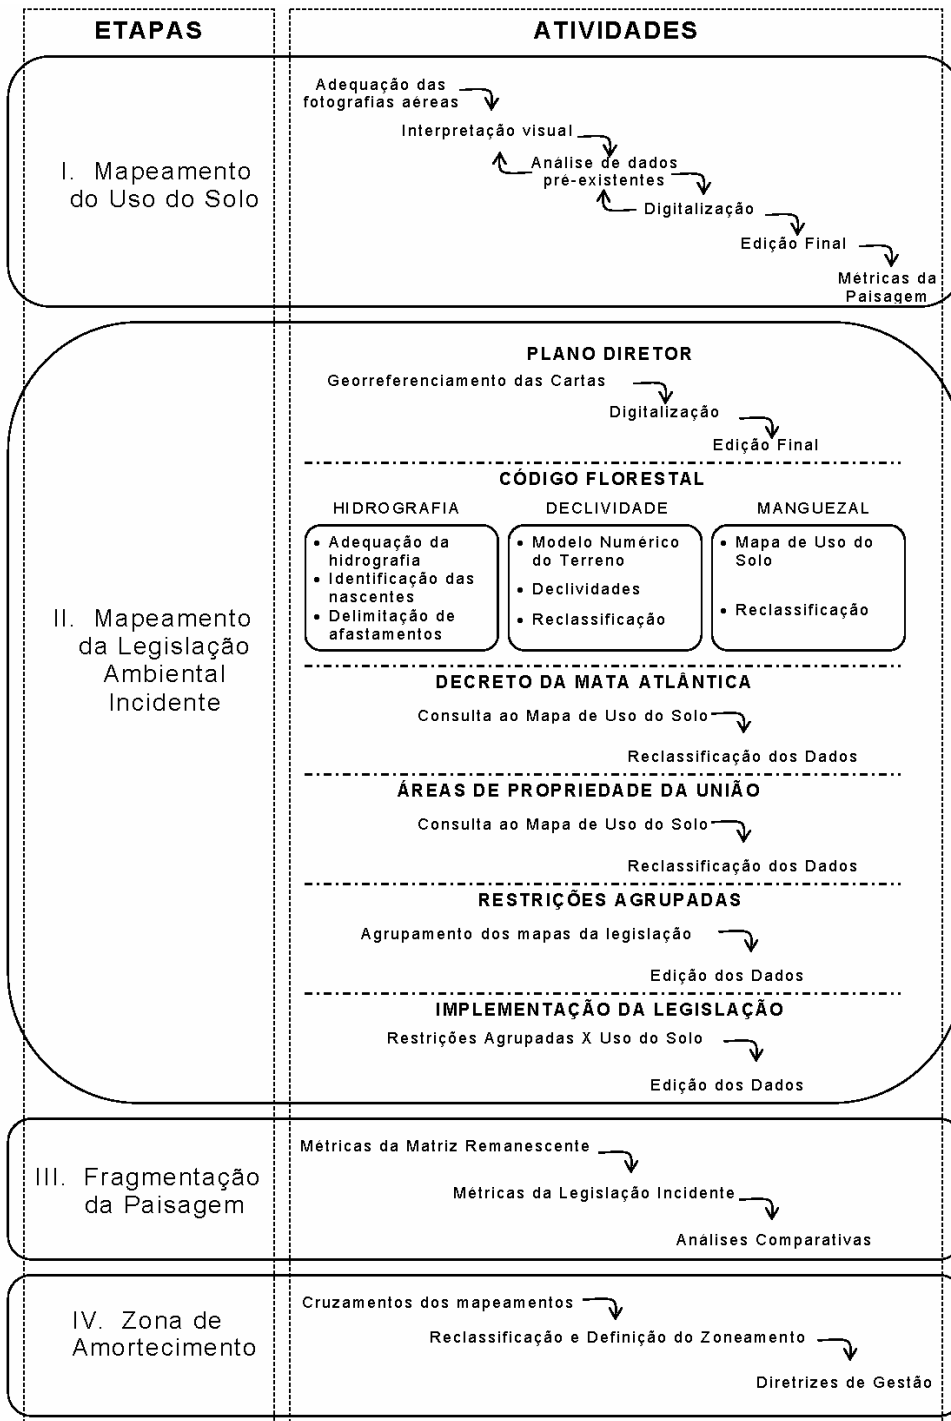 ETAPAS
ATIVIDADES
I. Mapeamento
do Uso do Solo
Adequação das
fotografias aéreas
Interpretação visual
Análise de dados
pré-existentes
Digitalização
Edição Final
Métricas da
Paisagem
II. Mapeamento
da Legislação
Ambiental
Incidente
PLANO DIRETOR
Georreferenciamento das Cartas
Digitalização
Edição Final
CÓDIGO FLORESTAL
HIDROGRAFIA
• Adequação da
hidrografia
• Identificação das
nascentes
• Delimitação de
afastamentos
DECLIVIDADE
• Modelo Numérico
do Terreno
• Declividades
• Reclassificação
MANGUEZAL
• Mapa de Uso do
Solo
• Reclassificação
DECRETO DA MATA ATLÂNTICA
Consulta ao Mapa de Uso do Solo
Reclassificação dos Dados
ÁREAS DE PROPRIEDADE DA UNIÃO
Consulta ao Mapa de Uso do Solo
Reclassificação dos Dados
RESTRIÇÕES AGRUPADAS
Agrupamento dos mapas da legislação
Edição dos Dados
IMPLEMENTAÇÃO DA LEGISLAÇÃO
Restrições Agrupadas X Uso do Solo
Edição dos Dados
III. Fragmentação
da Paisagem
Métricas da Matriz Remanescente
Métricas da Legislação Incidente
Análises Comparativas
IV. Zona de
Amortecimento
Cruzamentos dos mapeamentos
Reclassificação e Definição do Zoneamento
Diretrizes de Gestão